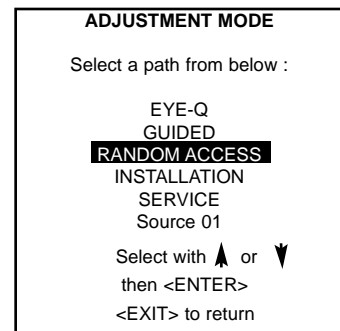 ADJUSTMENT MODE
Select a path from below :
EYE-Q
GUIDED
RANDOM ACCESS
INSTALLATION
SERVICE
Source 01
Select with or
then <ENTER>
<EXIT> to return